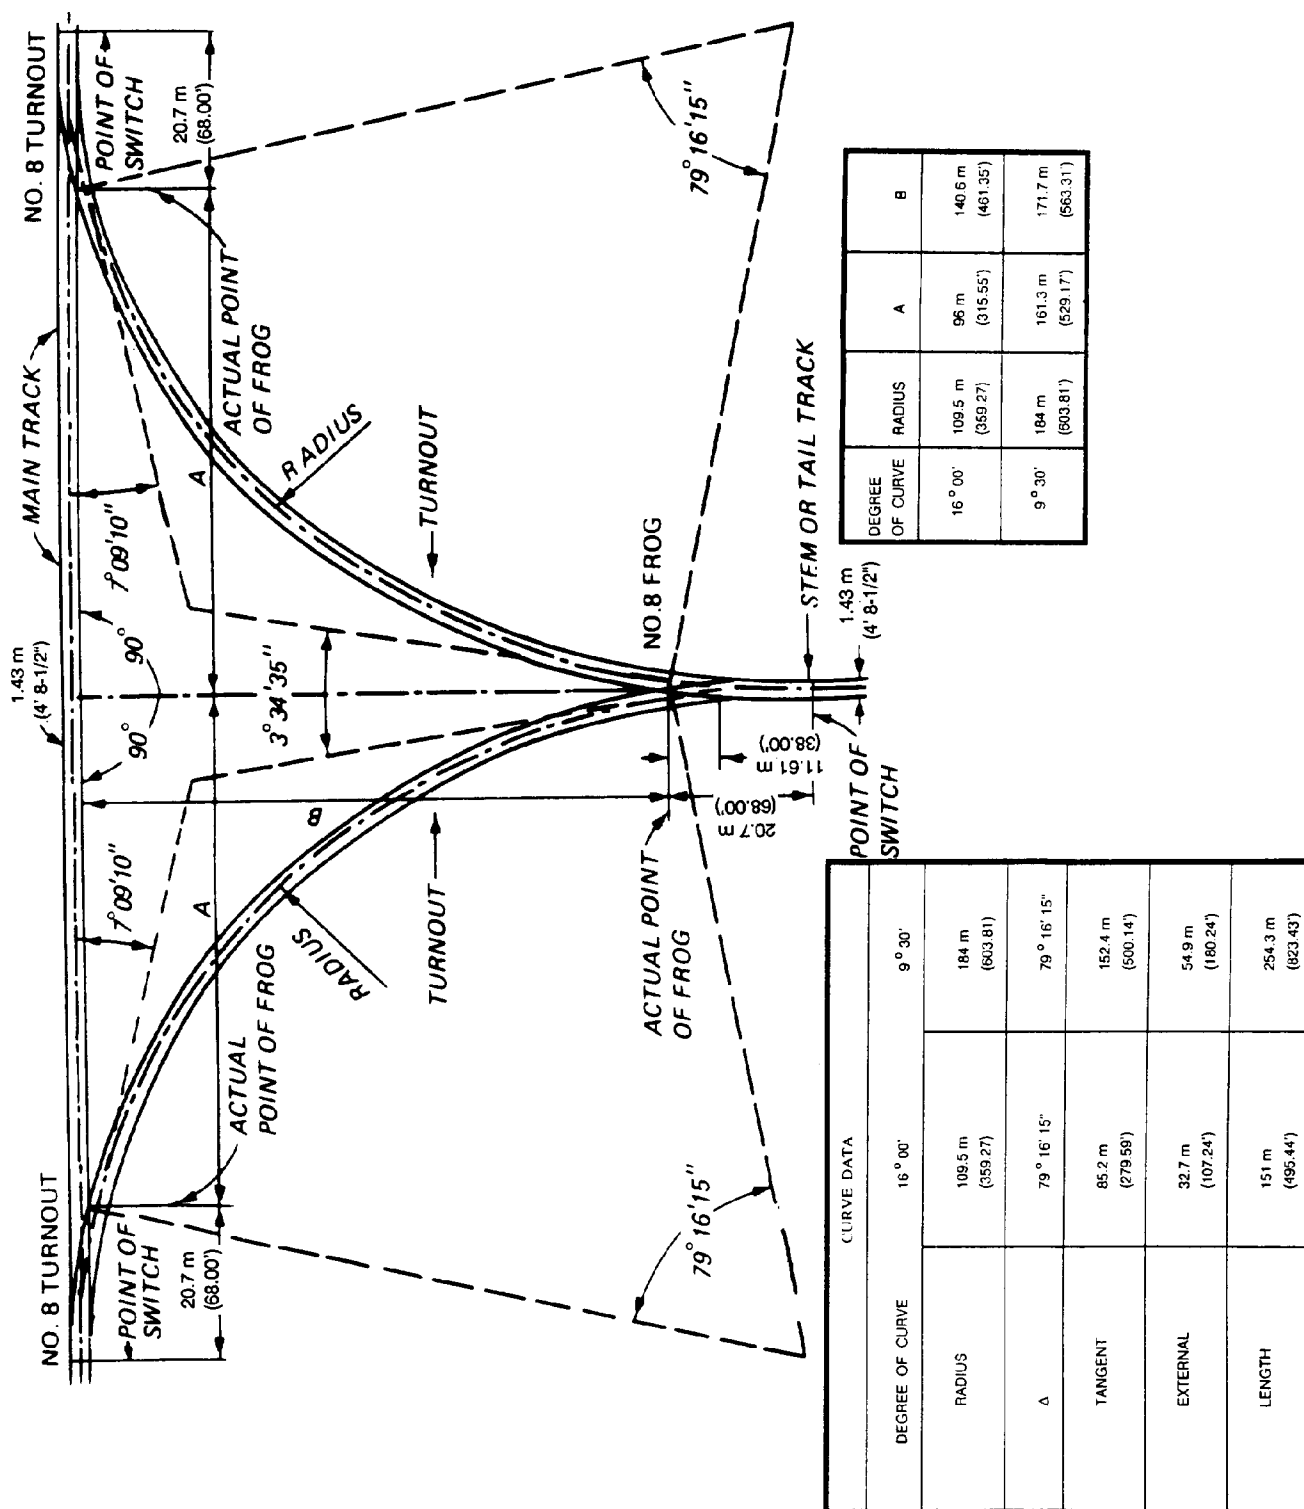 NO. 8 TURNOUT
NO. 8 TURNOUT
MAIN TRACK
1.43 m
(4' 8-1/2")
POINT OF
SWITCH
POINT OF
SWITCH
20.7 m
(68.00')
20.7 m
(68.00')
7°09'10"
7°09'10"
90°
90°
3° 34'35"
A
A
B
ACTUAL
POINT OF FROG
ACTUAL POINT
OF FROG
RADIUS
RADIUS
TURNOUT
TURNOUT
79° 16'15"
79° 16'15"
ACTUAL POINT
OF FROG
NO.8 FROG
20.7 m
(68.00')
11.61 m
(38.00')
POINT OF
SWITCH
STEM OR TAIL TRACK
1.43 m
(4' 8-1/2")
DEGREE
OF CURVE RADIUS A B
16° 00' 109.5 m 96 m 140.6 m
(359.27) (315.55') (461.35')
9° 30' 184 m 161.3 m 171.7 m
(603.81') (529.17') (563.31')
CURVE DATA
DEGREE OF CURVE 16° 00' 9° 30'
RADIUS 109.5 m 184 m
(359.27) (603.81)
Δ 79° 16' 15" 79° 16' 15"
TANGENT 85.2 m 152.4 m
(279.59') (500.14')
EXTERNAL 32.7 m 54.9 m
(107.24') (180.24')
LENGTH 151 m 254.3 m
(495.44') (823.43')